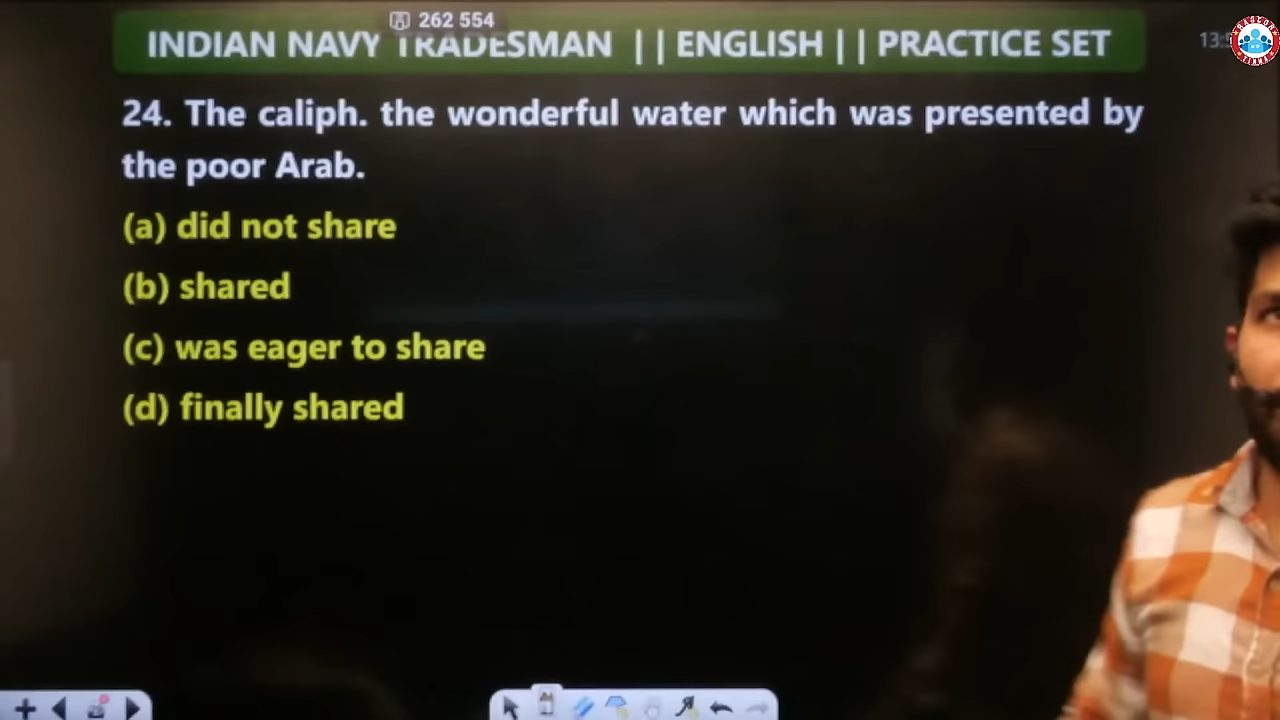 262 554
INDIAN NAVY TRADESMAN || ENGLISH || PRACTICE SET
24. The caliph. the wonderful water which was presented by
the poor Arab.
(a) did not share
(b) shared
(c) was eager to share
(d) finally shared